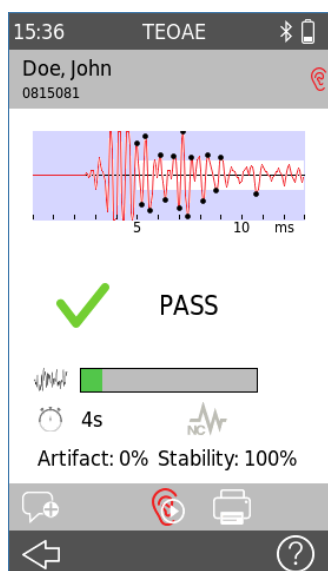 15:36 TEOAE
Doe, John
0815081
5 10 ms
PASS
4s NC
Artifact: 0% Stability: 100%
?